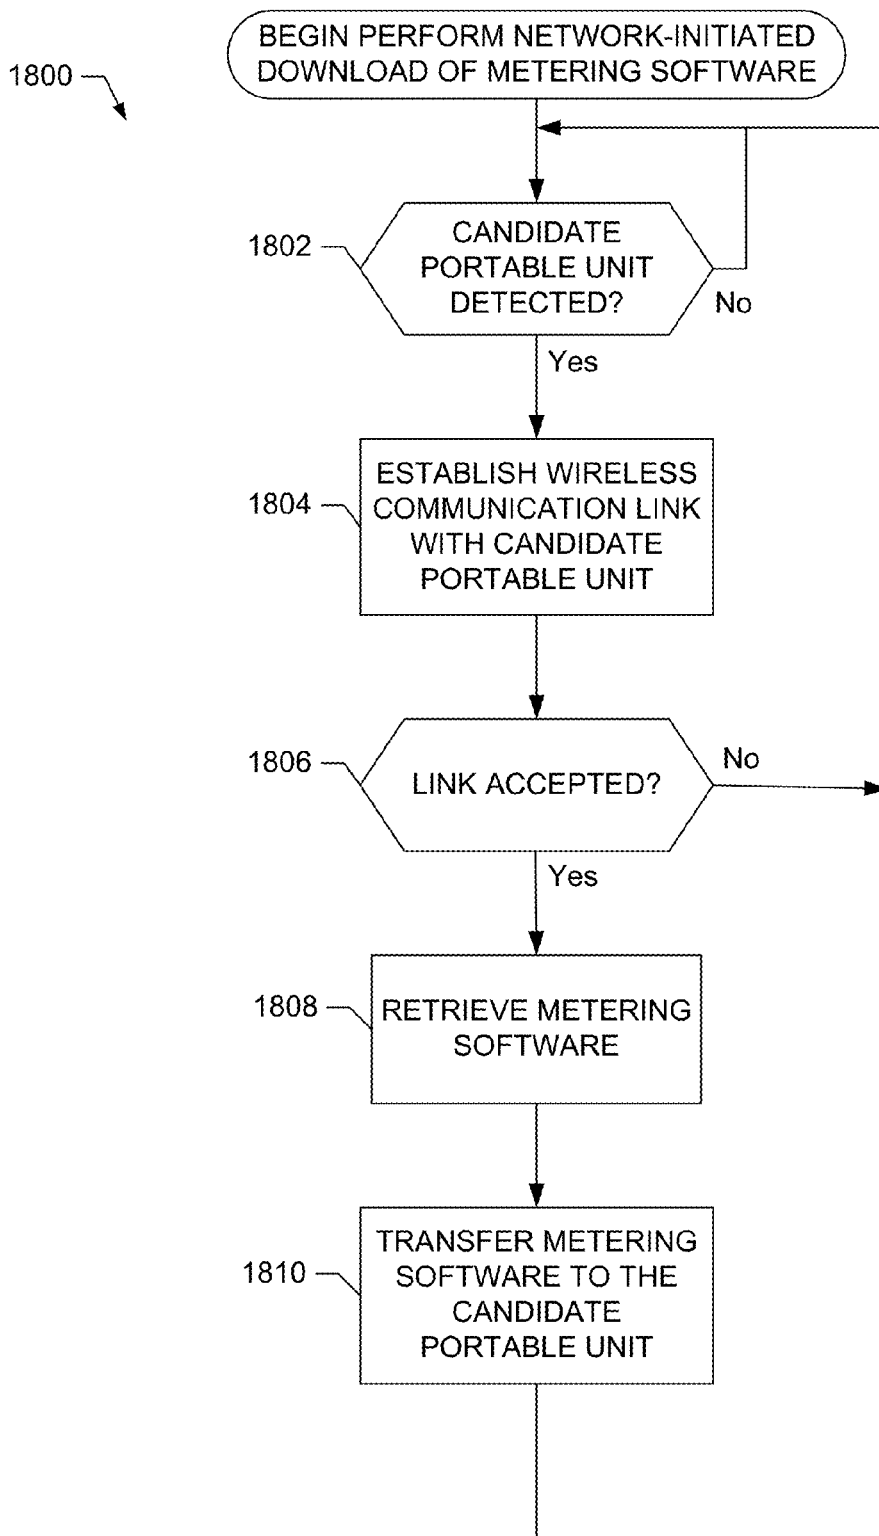 BEGIN PERFORM NETWORK-INITIATED
DOWNLOAD OF METERING SOFTWARE
1800
1802
CANDIDATE
PORTABLE UNIT
DETECTED?
No
Yes
1804
ESTABLISH WIRELESS
COMMUNICATION LINK
WITH CANDIDATE
PORTABLE UNIT
1806
LINK ACCEPTED?
No
Yes
1808
RETRIEVE METERING
SOFTWARE
1810
TRANSFER METERING
SOFTWARE TO THE
CANDIDATE
PORTABLE UNIT